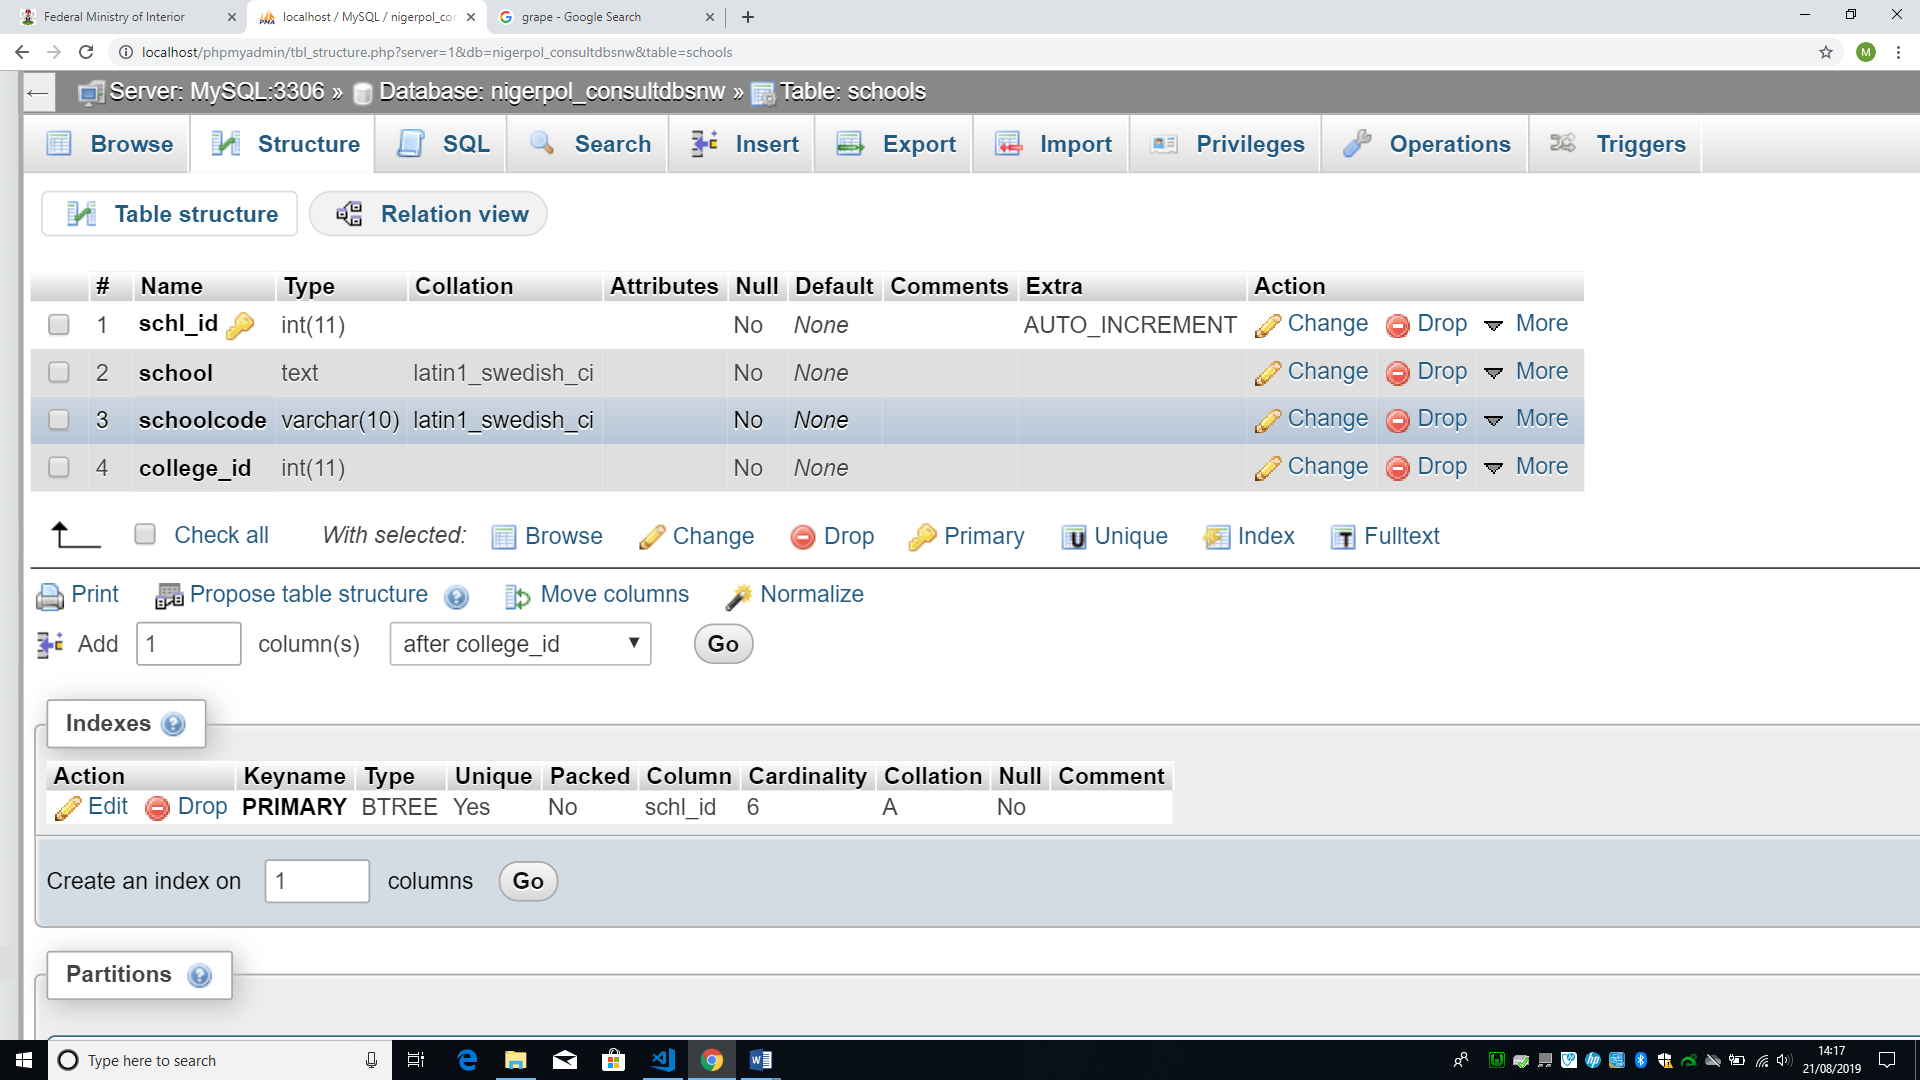 Federal Ministry of Interior
localhost / MySQL / nigerpol_con
grape - Google Search
localhost/phpmyadmin/tbl_structure.php?server=1&db=nigerpol_consultdbsnw&table=schools
M
Server: MySQL:3306 » Database: nigerpol_consultdbsnw » Table: schools
Browse Structure SQL Search Insert Export Import Privileges Operations Triggers
Table structure Relation view
# Name Type Collation Attributes Null Default Comments Extra Action
1 schl_id int(11) No None AUTO_INCREMENT Change Drop More
2 school text latin1_swedish_ci No None Change Drop More
3 schoolcode varchar(10) latin1_swedish_ci No None Change Drop More
4 college_id int(11) No None Change Drop More
Check all With selected: Browse Change Drop Primary Unique Index Fulltext
Print Propose table structure Move columns Normalize
Add 1 column(s) after college_id Go
Indexes
Action Keyname Type Unique Packed Column Cardinality Collation Null Comment
Edit Drop PRIMARY BTREE Yes No schl_id 6 A No
Create an index on 1 columns Go
Partitions
Type here to search
14:17
21/08/2019